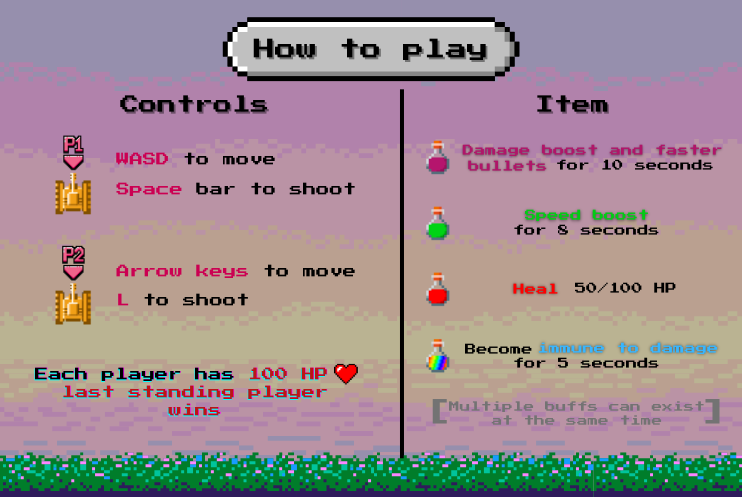 How to play
Controls
P1
WASD to move
Space bar to shoot
P2
Arrow keys to move
L to shoot
Each player has 100 HP
last standing player
wins
Item
Damage boost and faster
bullets for 10 seconds
Speed boost
for 8 seconds
Heal 50/100 HP
Become immune to damage
for 5 seconds
[Multiple buffs can exist
at the same time]